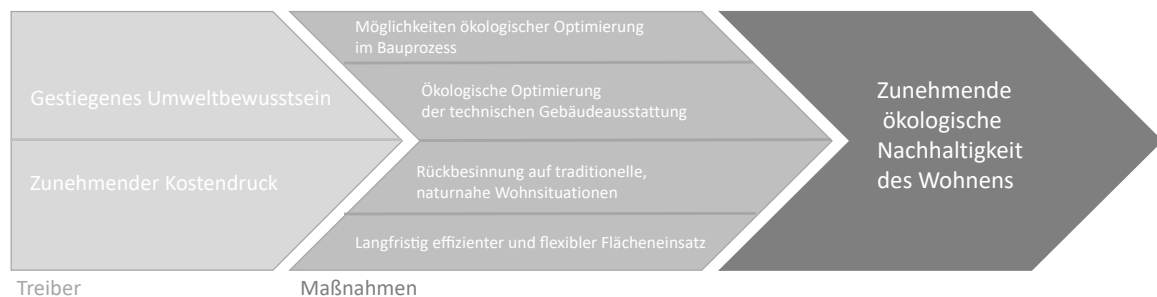 Gestiegenes Umweltbewusstsein
Zunehmender Kostendruck
Möglichkeiten ökologischer Optimierung
im Bauprozess
Ökologische Optimierung
der technischen Gebäudeausstattung
Rückbesinnung auf traditionelle,
naturnahe Wohnsituationen
Langfristig effizienter und flexibler Flächeneinsatz
Zunehmende
ökologische
Nachhaltigkeit
des Wohnens
Treiber
Maßnahmen